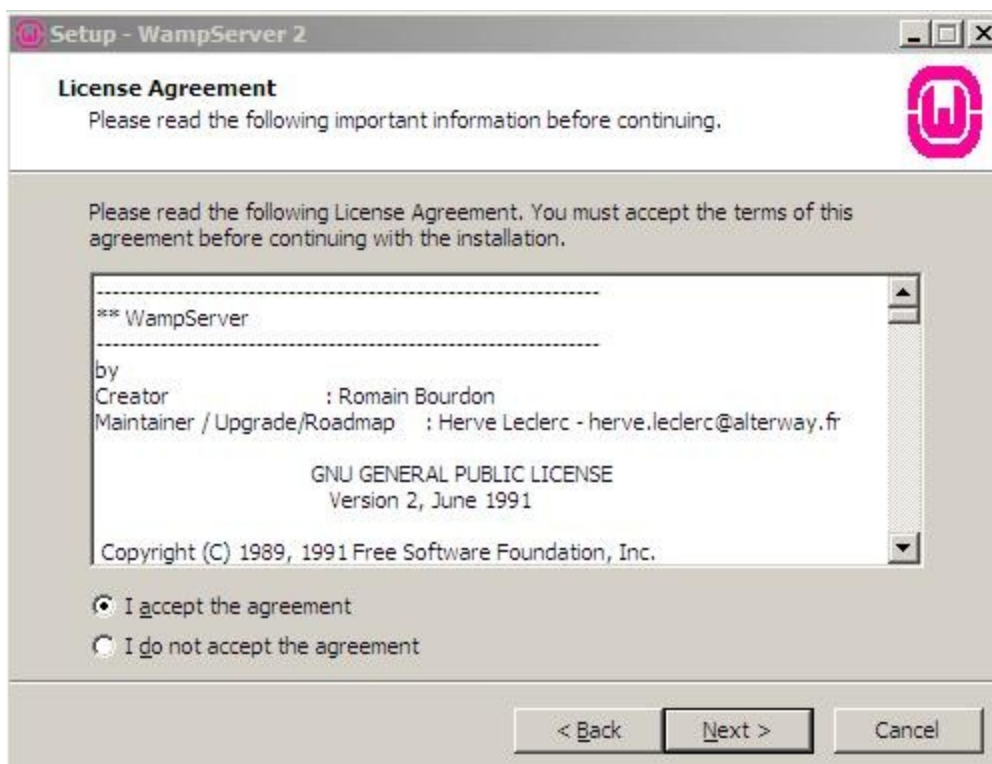 Setup - WampServer 2
License Agreement
Please read the following important information before continuing.
Please read the following License Agreement. You must accept the terms of this
agreement before continuing with the installation.
---------------------------------------------------------------
** WampServer
---------------------------------------------------------------
by
Creator : Romain Bourdon
Maintainer / Upgrade/Roadmap : Herve Leclerc - herve.leclerc@alterway.fr
GNU GENERAL PUBLIC LICENSE
Version 2, June 1991
Copyright (C) 1989, 1991 Free Software Foundation, Inc.
I accept the agreement
I do not accept the agreement
< Back Next > Cancel